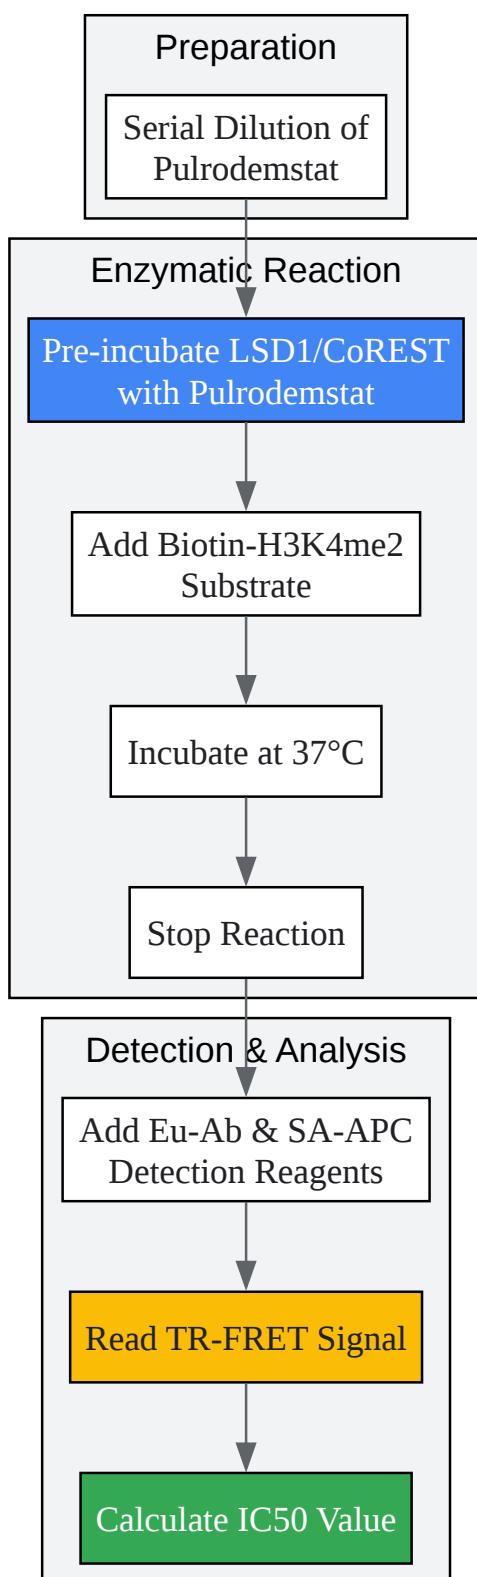 Preparation
Serial Dilution of
Pulrodemstat
Enzymatic Reaction
Pre-incubate LSD1/CoREST
with Pulrodemstat
Add Biotin-H3K4me2
Substrate
Incubate at 37°C
Stop Reaction
Detection & Analysis
Add Eu-Ab & SA-APC
Detection Reagents
Read TR-FRET Signal
Calculate IC50 Value